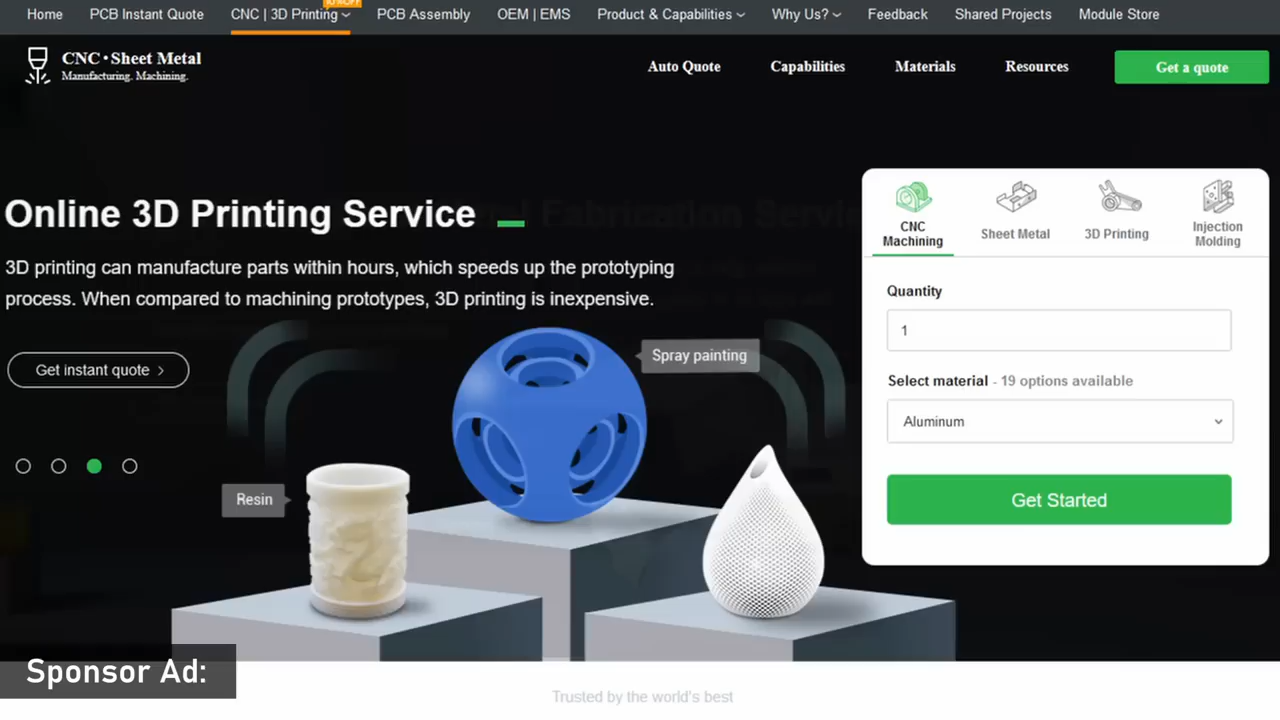 Home PCB Instant Quote CNC | 3D Printing PCB Assembly OEM | EMS Product & Capabilities Why Us? Feedback Shared Projects Module Store
CNC • Sheet Metal
Manufacturing. Machining.
Auto Quote Capabilities Materials Resources Get a quote
Online 3D Printing Service
3D printing can manufacture parts within hours, which speeds up the prototyping
process. When compared to machining prototypes, 3D printing is inexpensive.
Get instant quote
Spray painting
Resin
CNC
Machining
Sheet Metal
3D Printing
Injection
Molding
Quantity
1
Select material - 19 options available
Aluminum
Get Started
Sponsor Ad:
Trusted by the world's best